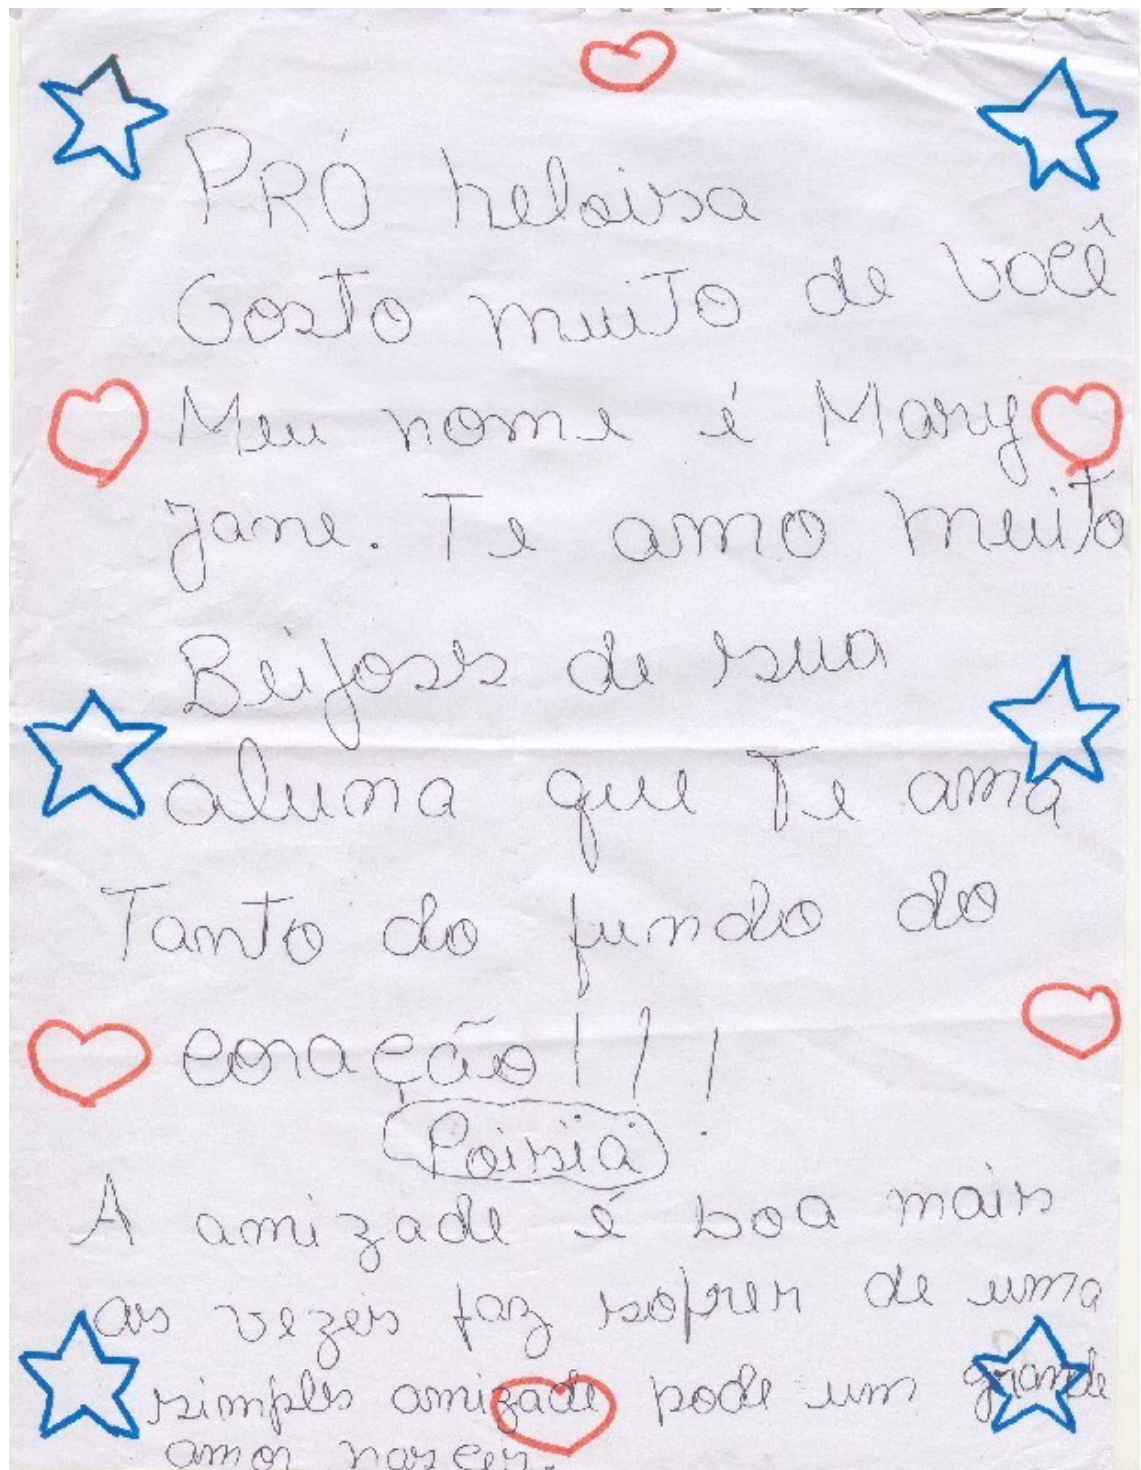 PRÓ heloisa
Gosto muito de você
Meu nome é Mary
jane. Te amo muito
Beijoss de sua
aluna que Te ama
Tanto do fundo do
coração!!!
Poisia
A amizade é boa mais
as vezes faz sofrer de uma
simples amizade pode um grande
amor nascer.